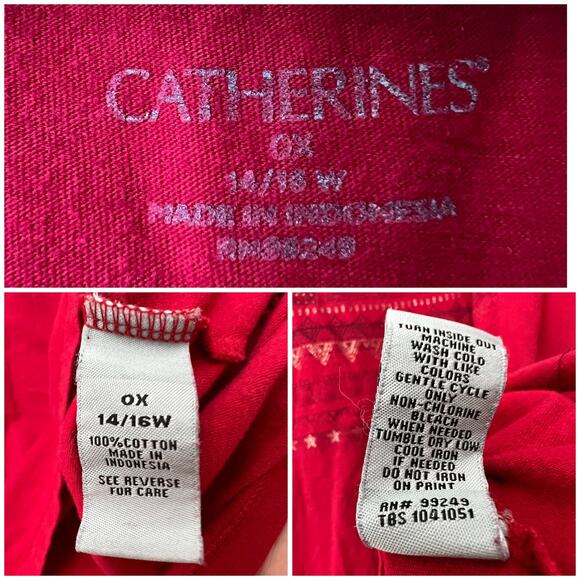 CATHERINES®
0X
14/16 W
MADE IN INDONESIA
RN99249
0X
14/16W
100%COTTON
MADE IN
INDONESIA
SEE REVERSE
FOR CARE
TURN INSIDE OUT
MACHINE
WASH COLD
WITH LIKE
COLORS
GENTLE CYCLE
ONLY
NON-CHLORINE
BLEACH
WHEN NEEDED
TUMBLE DRY LOW
COOL IRON
IF NEEDED
DO NOT IRON
ON PRINT
RN# 99249
TBS 1041051